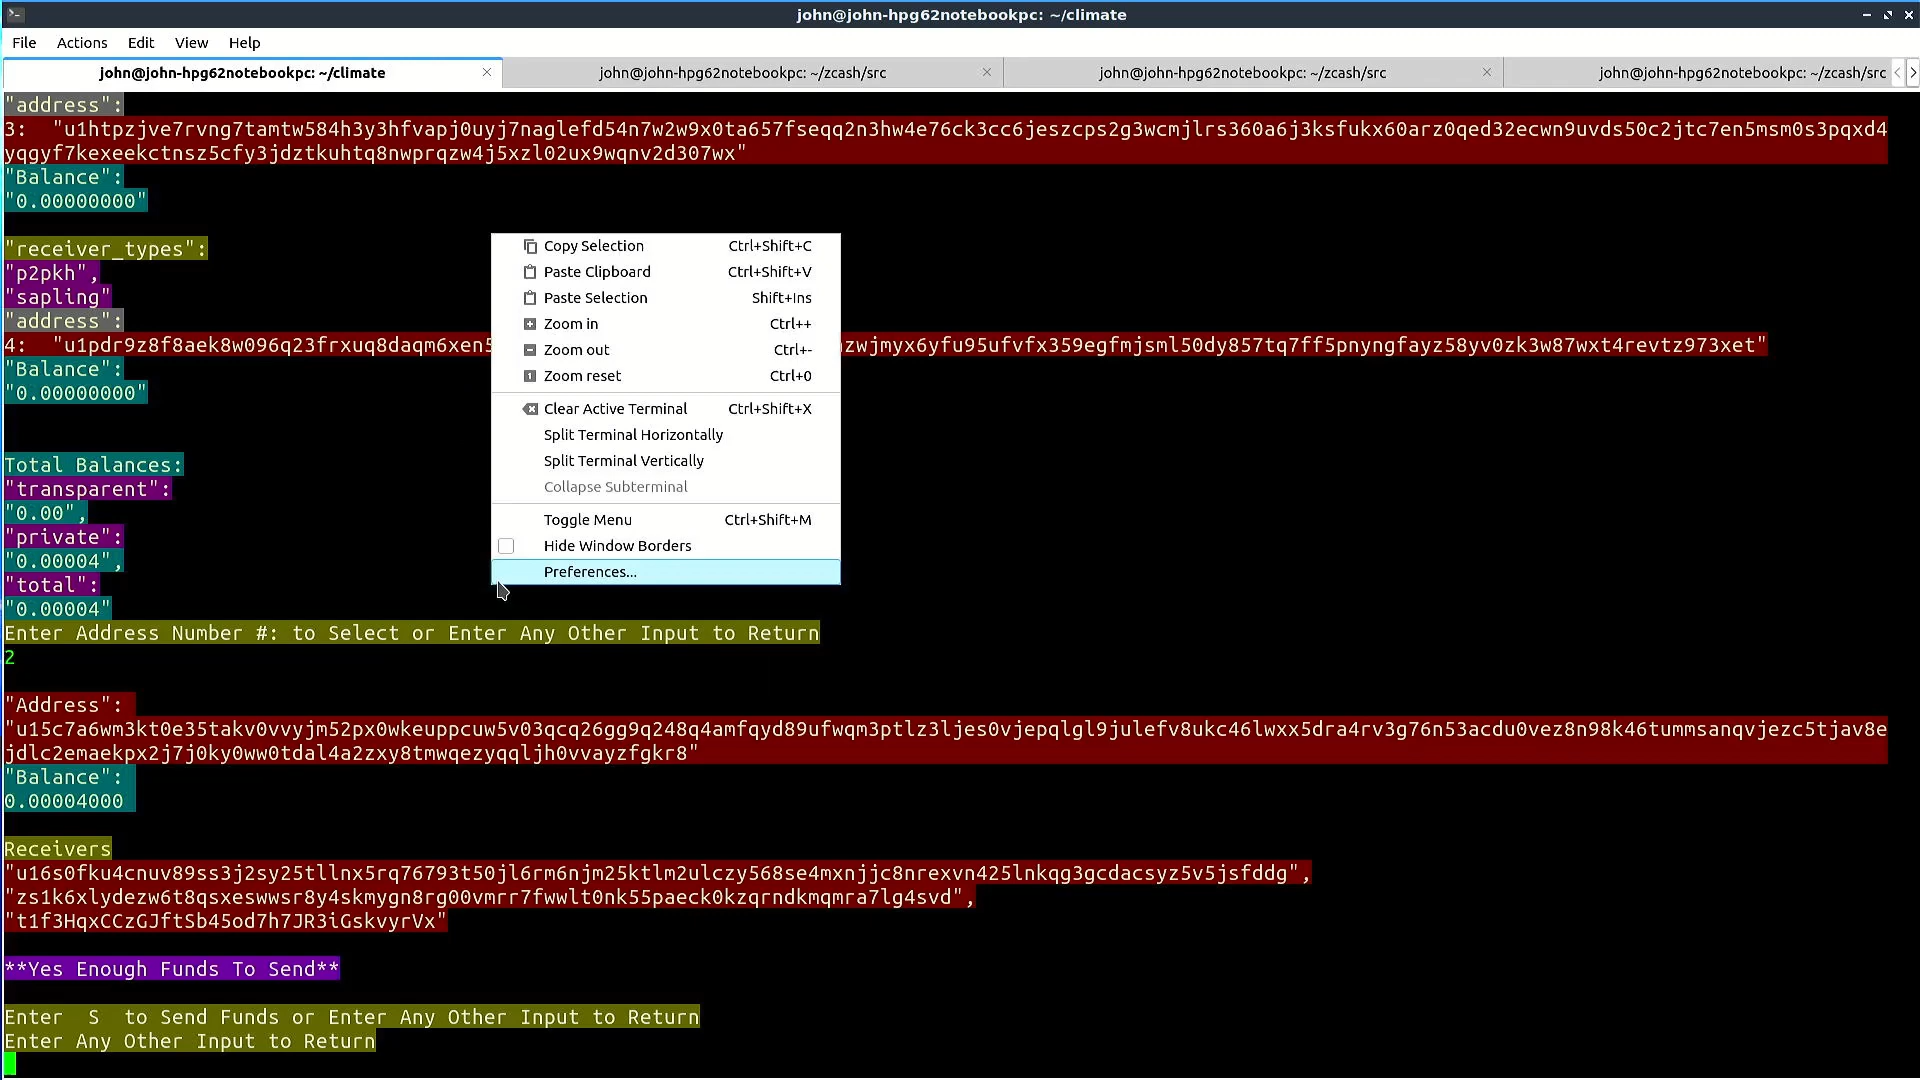 john@john-hpg62notebookpc: ~/climate
File Actions Edit View Help
john@john-hpg62notebookpc: ~/climate
john@john-hpg62notebookpc: ~/zcash/src
john@john-hpg62notebookpc: ~/zcash/src
john@john-hpg62notebookpc: ~/zcash/src
"address":
3:  "u1htpzjve7rvng7tamtw584h3y3hfvapj0uyj7naglefd54n7w2w9x0ta657fseqq2n3hw4e76ck3cc6jeszcps2g3wcmjlrs360a6j3ksfukx60arz0qed32ecwn9uvds50c2jtc7en5msm0s3pqxd4
yqgyf7kexeekctnsz5cfy3jdztkuhtq8nwprqzw4j5xzl02ux9wqnv2d307wx"
"Balance":
"0.00000000"
"receiver_types":
"p2pkh",
"sapling"
"address":
4:  "u1pdr9z8f8aek8w096q23frxuq8daqm6xen5
zwjmyx6yfu95ufvfx359egfmjsml50dy857tq7ff5pnyngfayz58yv0zk3w87wxt4revtz973xet"
"Balance":
"0.00000000"
Copy Selection Ctrl+Shift+C
Paste Clipboard Ctrl+Shift+V
Paste Selection Shift+Ins
Zoom in Ctrl++
Zoom out Ctrl+-
Zoom reset Ctrl+0
Clear Active Terminal Ctrl+Shift+X
Split Terminal Horizontally
Split Terminal Vertically
Collapse Subterminal
Toggle Menu Ctrl+Shift+M
Hide Window Borders
Preferences...
Total Balances:
"transparent":
"0.00",
"private":
"0.00004",
"total":
"0.00004"
Enter Address Number #: to Select or Enter Any Other Input to Return
2
"Address":
"u15c7a6wm3kt0e35takv0vvyjm52px0wkeuppcuw5v03qcq26gg9q248q4amfqyd89ufwqm3ptlz3ljes0vjepqlgl9julefv8ukc46lwxx5dra4rv3g76n53acdu0vez8n98k46tummsanqvjezc5tjav8e
jdlc2emaekpx2j7j0ky0ww0tdal4a2zxy8tmwqezyqqljh0vvayzfgkr8"
"Balance":
0.00004000
Receivers
"u16s0fku4cnuv89ss3j2sy25tllnx5rq76793t50jl6rm6njm25ktlm2ulczy568se4mxnjjc8nrexvn425lnkqg3gcdacsyz5v5jsfddg",
"zs1k6xlydezw6t8qsxeswwsr8y4skmygn8rg00vmrr7fwwlt0nk55paeck0kzqrndkmqmra7lg4svd",
"t1f3HqxCCzGJftSb45od7h7JR3iGskvyrVx"
**Yes Enough Funds To Send**
Enter  S  to Send Funds or Enter Any Other Input to Return
Enter Any Other Input to Return